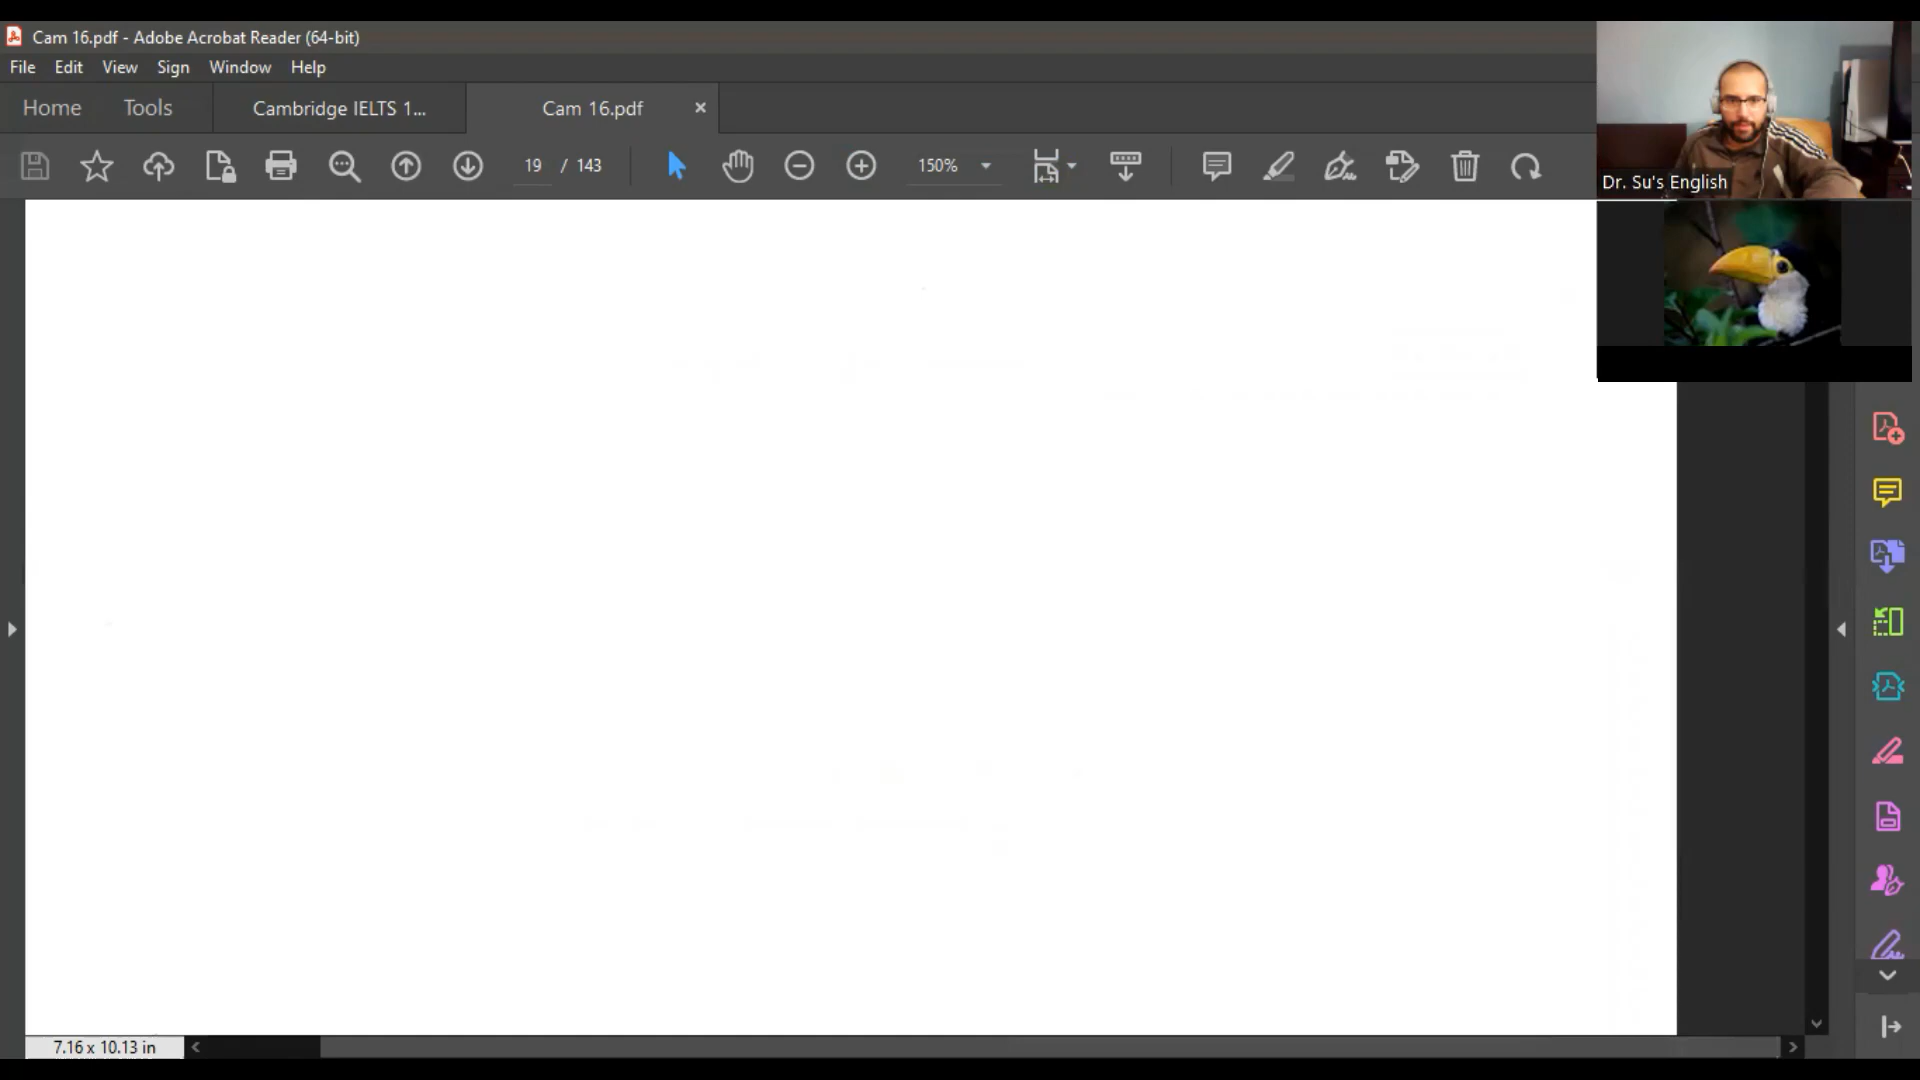 Cam 16.pdf - Adobe Acrobat Reader (64-bit)
File Edit View Sign Window Help
Home Tools Cambridge IELTS 1... Cam 16.pdf
19 / 143 150%
Dr. Su's English
7.16 x 10.13 in